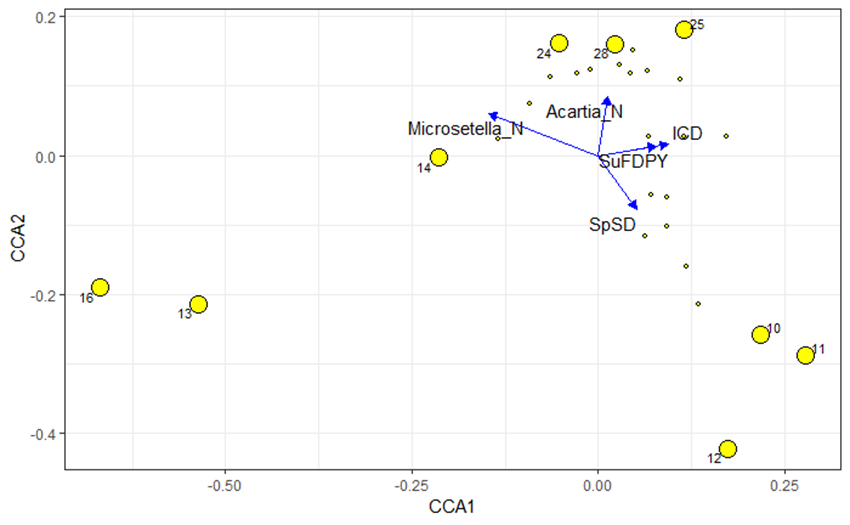 0.2
0.0
-0.2
-0.4
CCA2
24
28
25
Acartia_N
Microsetella_N
ICD
SuFDPY
14
SpSD
16
13
10
11
12
-0.50
-0.25
0.00
0.25
CCA1